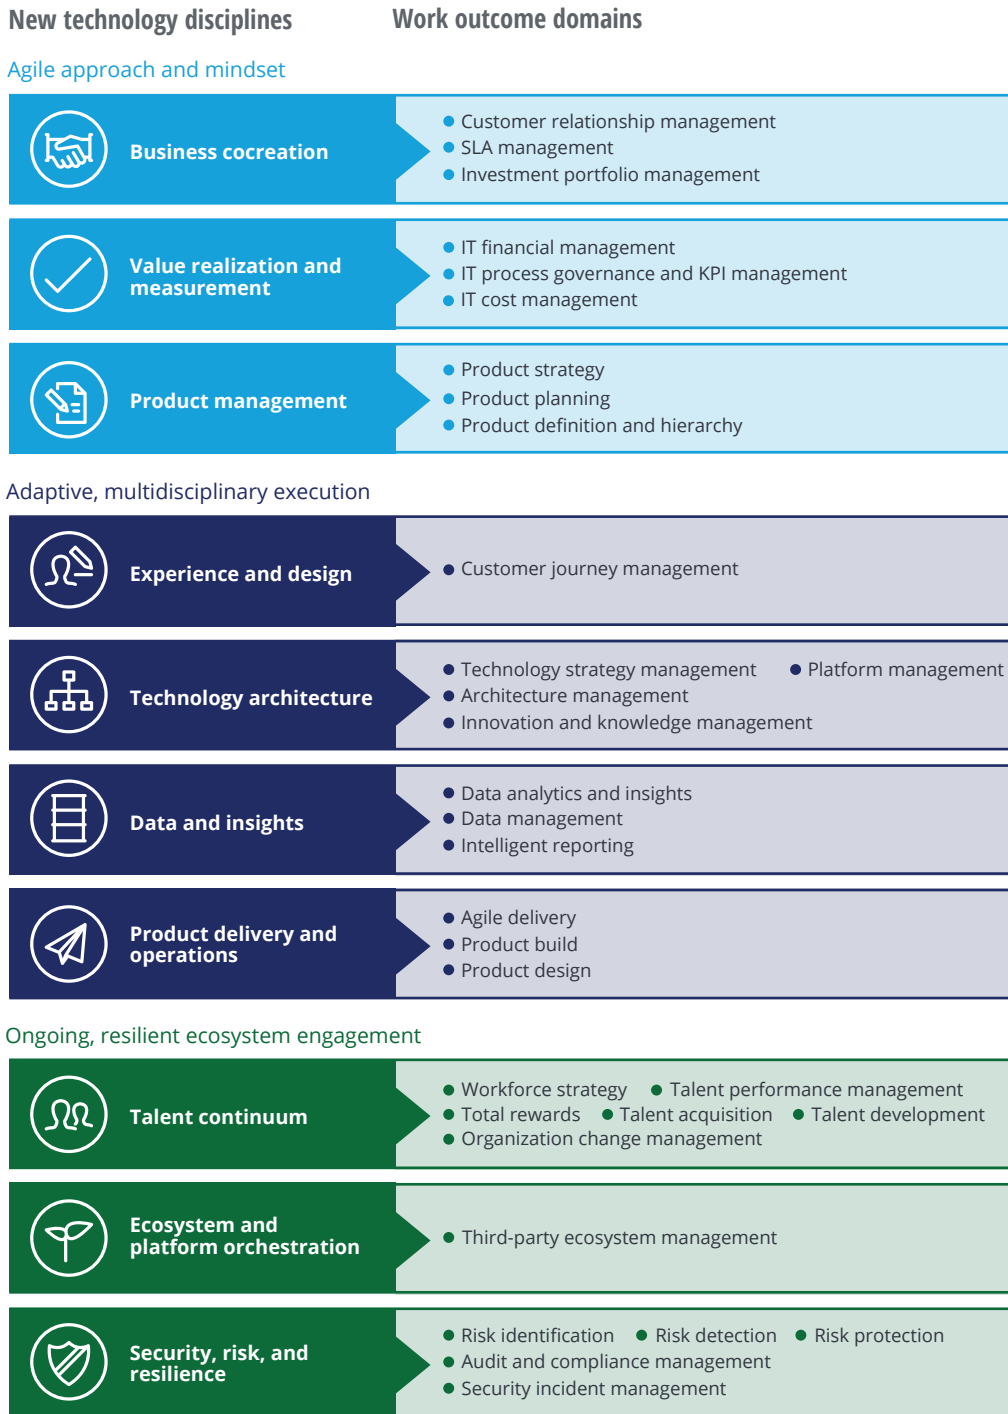 New technology disciplines
Work outcome domains
Agile approach and mindset
Business cocreation
Customer relationship management
SLA management
Investment portfolio management
Value realization and
measurement
IT financial management
IT process governance and KPI management
IT cost management
Product management
Product strategy
Product planning
Product definition and hierarchy
Adaptive, multidisciplinary execution
Experience and design
Customer journey management
Technology architecture
Technology strategy management
Platform management
Architecture management
Innovation and knowledge management
Data and insights
Data analytics and insights
Data management
Intelligent reporting
Product delivery and
operations
Agile delivery
Product build
Product design
Ongoing, resilient ecosystem engagement
Talent continuum
Workforce strategy
Talent performance management
Total rewards
Talent acquisition
Talent development
Organization change management
Ecosystem and
platform orchestration
Third-party ecosystem management
Security, risk, and
resilience
Risk identification
Risk detection
Risk protection
Audit and compliance management
Security incident management